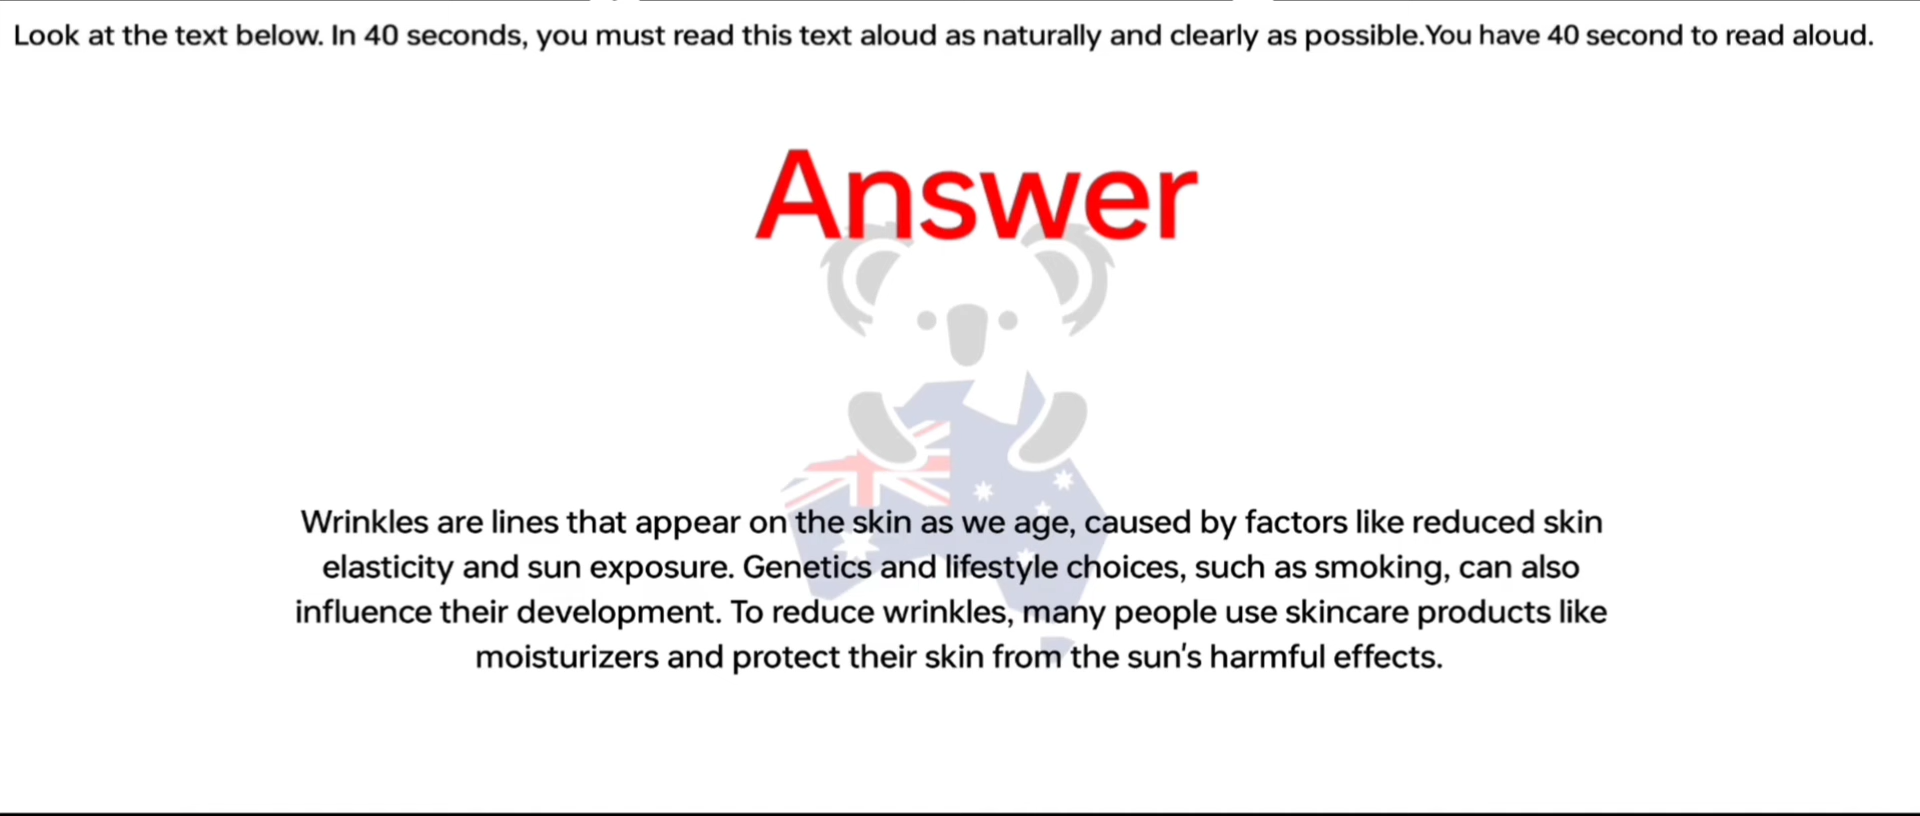 Look at the text below. In 40 seconds, you must read this text aloud as naturally and clearly as possible.You have 40 second to read aloud.
Answer
Wrinkles are lines that appear on the skin as we age, caused by factors like reduced skin
elasticity and sun exposure. Genetics and lifestyle choices, such as smoking, can also
influence their development. To reduce wrinkles, many people use skincare products like
moisturizers and protect their skin from the sun's harmful effects.